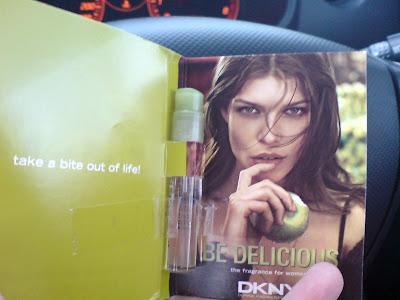 take a bite out of life!
BE DELICIOUS
the fragrance for women
DKNY